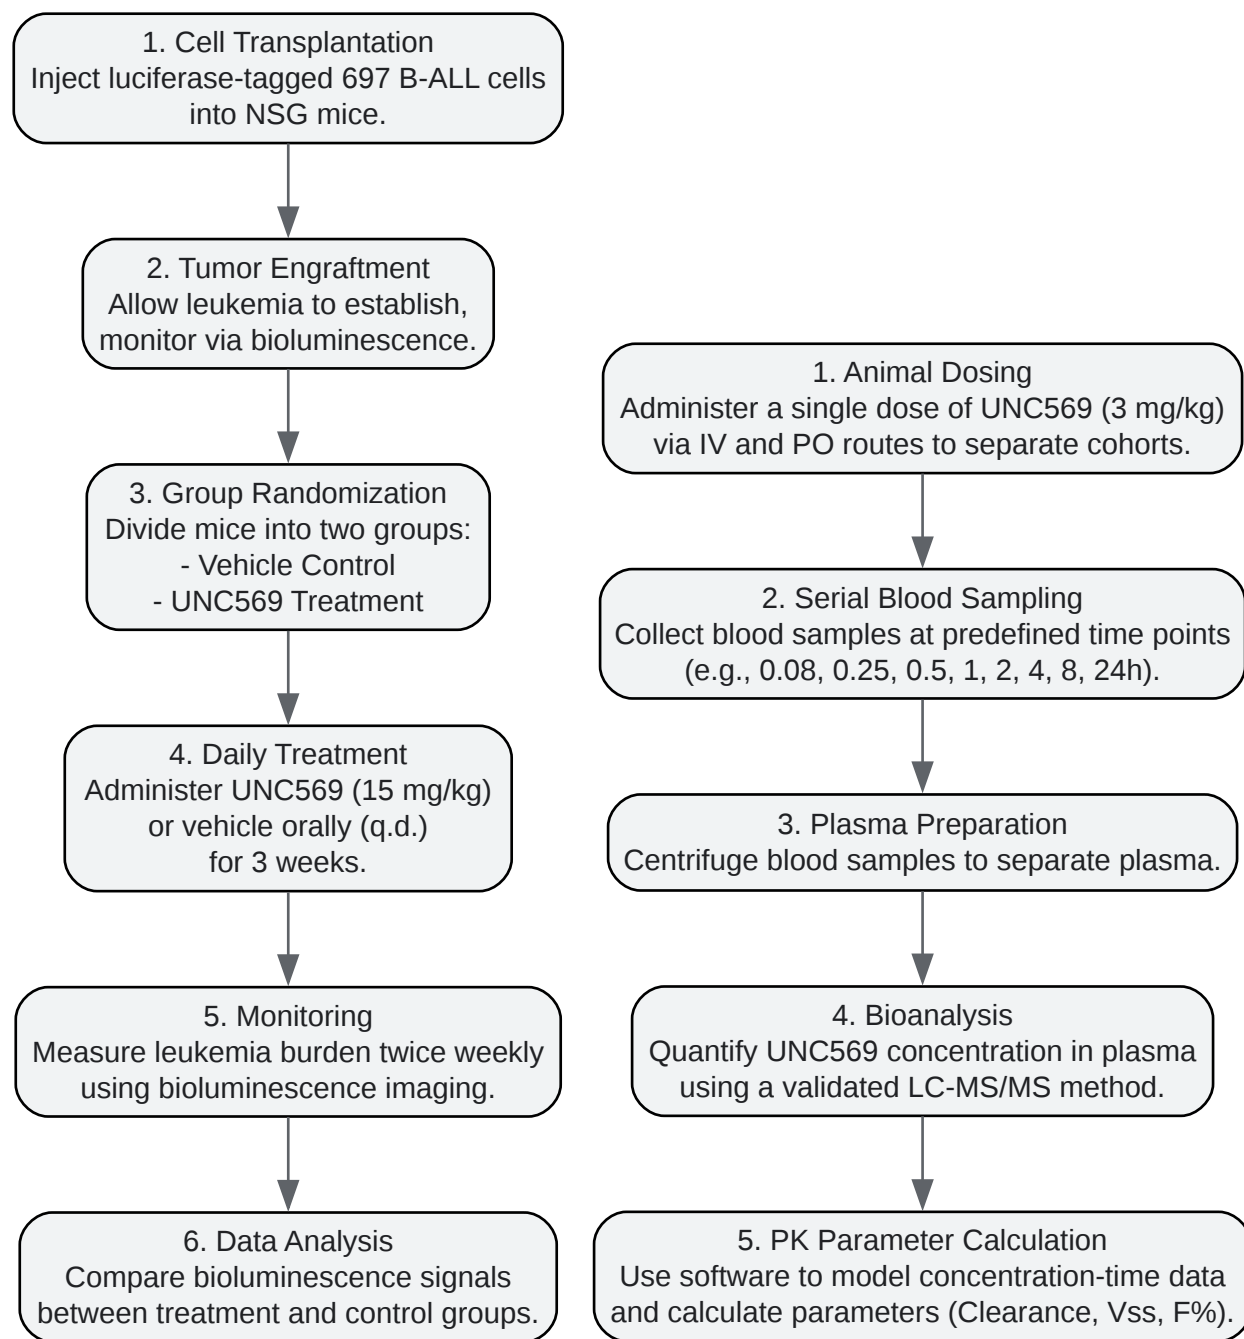 1. Cell Transplantation
Inject luciferase-tagged 697 B-ALL cells
into NSG mice.
2. Tumor Engraftment
Allow leukemia to establish,
monitor via bioluminescence.
3. Group Randomization
Divide mice into two groups:
- Vehicle Control
- UNC569 Treatment
4. Daily Treatment
Administer UNC569 (15 mg/kg)
or vehicle orally (q.d.)
for 3 weeks.
5. Monitoring
Measure leukemia burden twice weekly
using bioluminescence imaging.
6. Data Analysis
Compare bioluminescence signals
between treatment and control groups.
1. Animal Dosing
Administer a single dose of UNC569 (3 mg/kg)
via IV and PO routes to separate cohorts.
2. Serial Blood Sampling
Collect blood samples at predefined time points
(e.g., 0.08, 0.25, 0.5, 1, 2, 4, 8, 24h).
3. Plasma Preparation
Centrifuge blood samples to separate plasma.
4. Bioanalysis
Quantify UNC569 concentration in plasma
using a validated LC-MS/MS method.
5. PK Parameter Calculation
Use software to model concentration-time data
and calculate parameters (Clearance, Vss, F%).